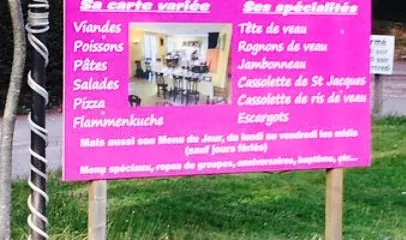 Sa carte variée
Ses spécialités
Viandes
Poissons
Pâtes
Salades
Pizza
Flammenkuche
Tête de veau
Rognons de veau
Jambonneau
Cassolette de St Jacques
Cassolette de ris de veau
Escargots
Mais aussi son Menu du Jour, du lundi au vendredi les midis
(sauf jours fériés)
Menu spéciaux, repas de groupes, anniversaires, baptême, etc...